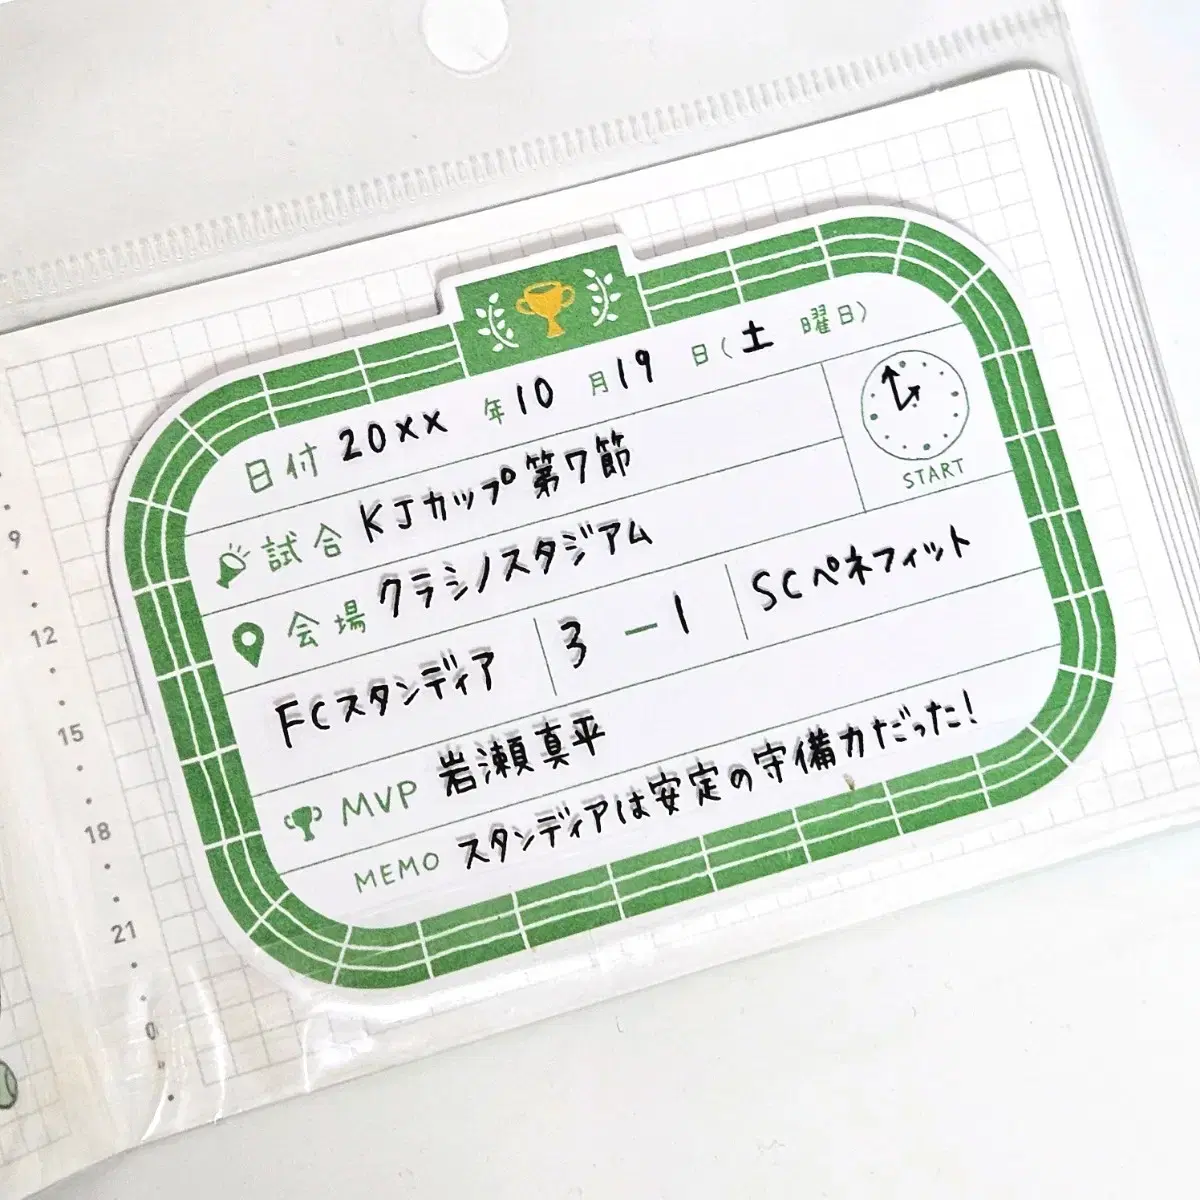 日付 20xx 年 10 月 19 日(土 曜日)
試合 KJカップ第7節
START
会場 クラシノスタジアム
FCスタンディア 3 ー 1 SCペネフィット
MVP 岩瀬真平
MEMO スタンディアは安定の守備力だった!
9
12
15
18
21
0